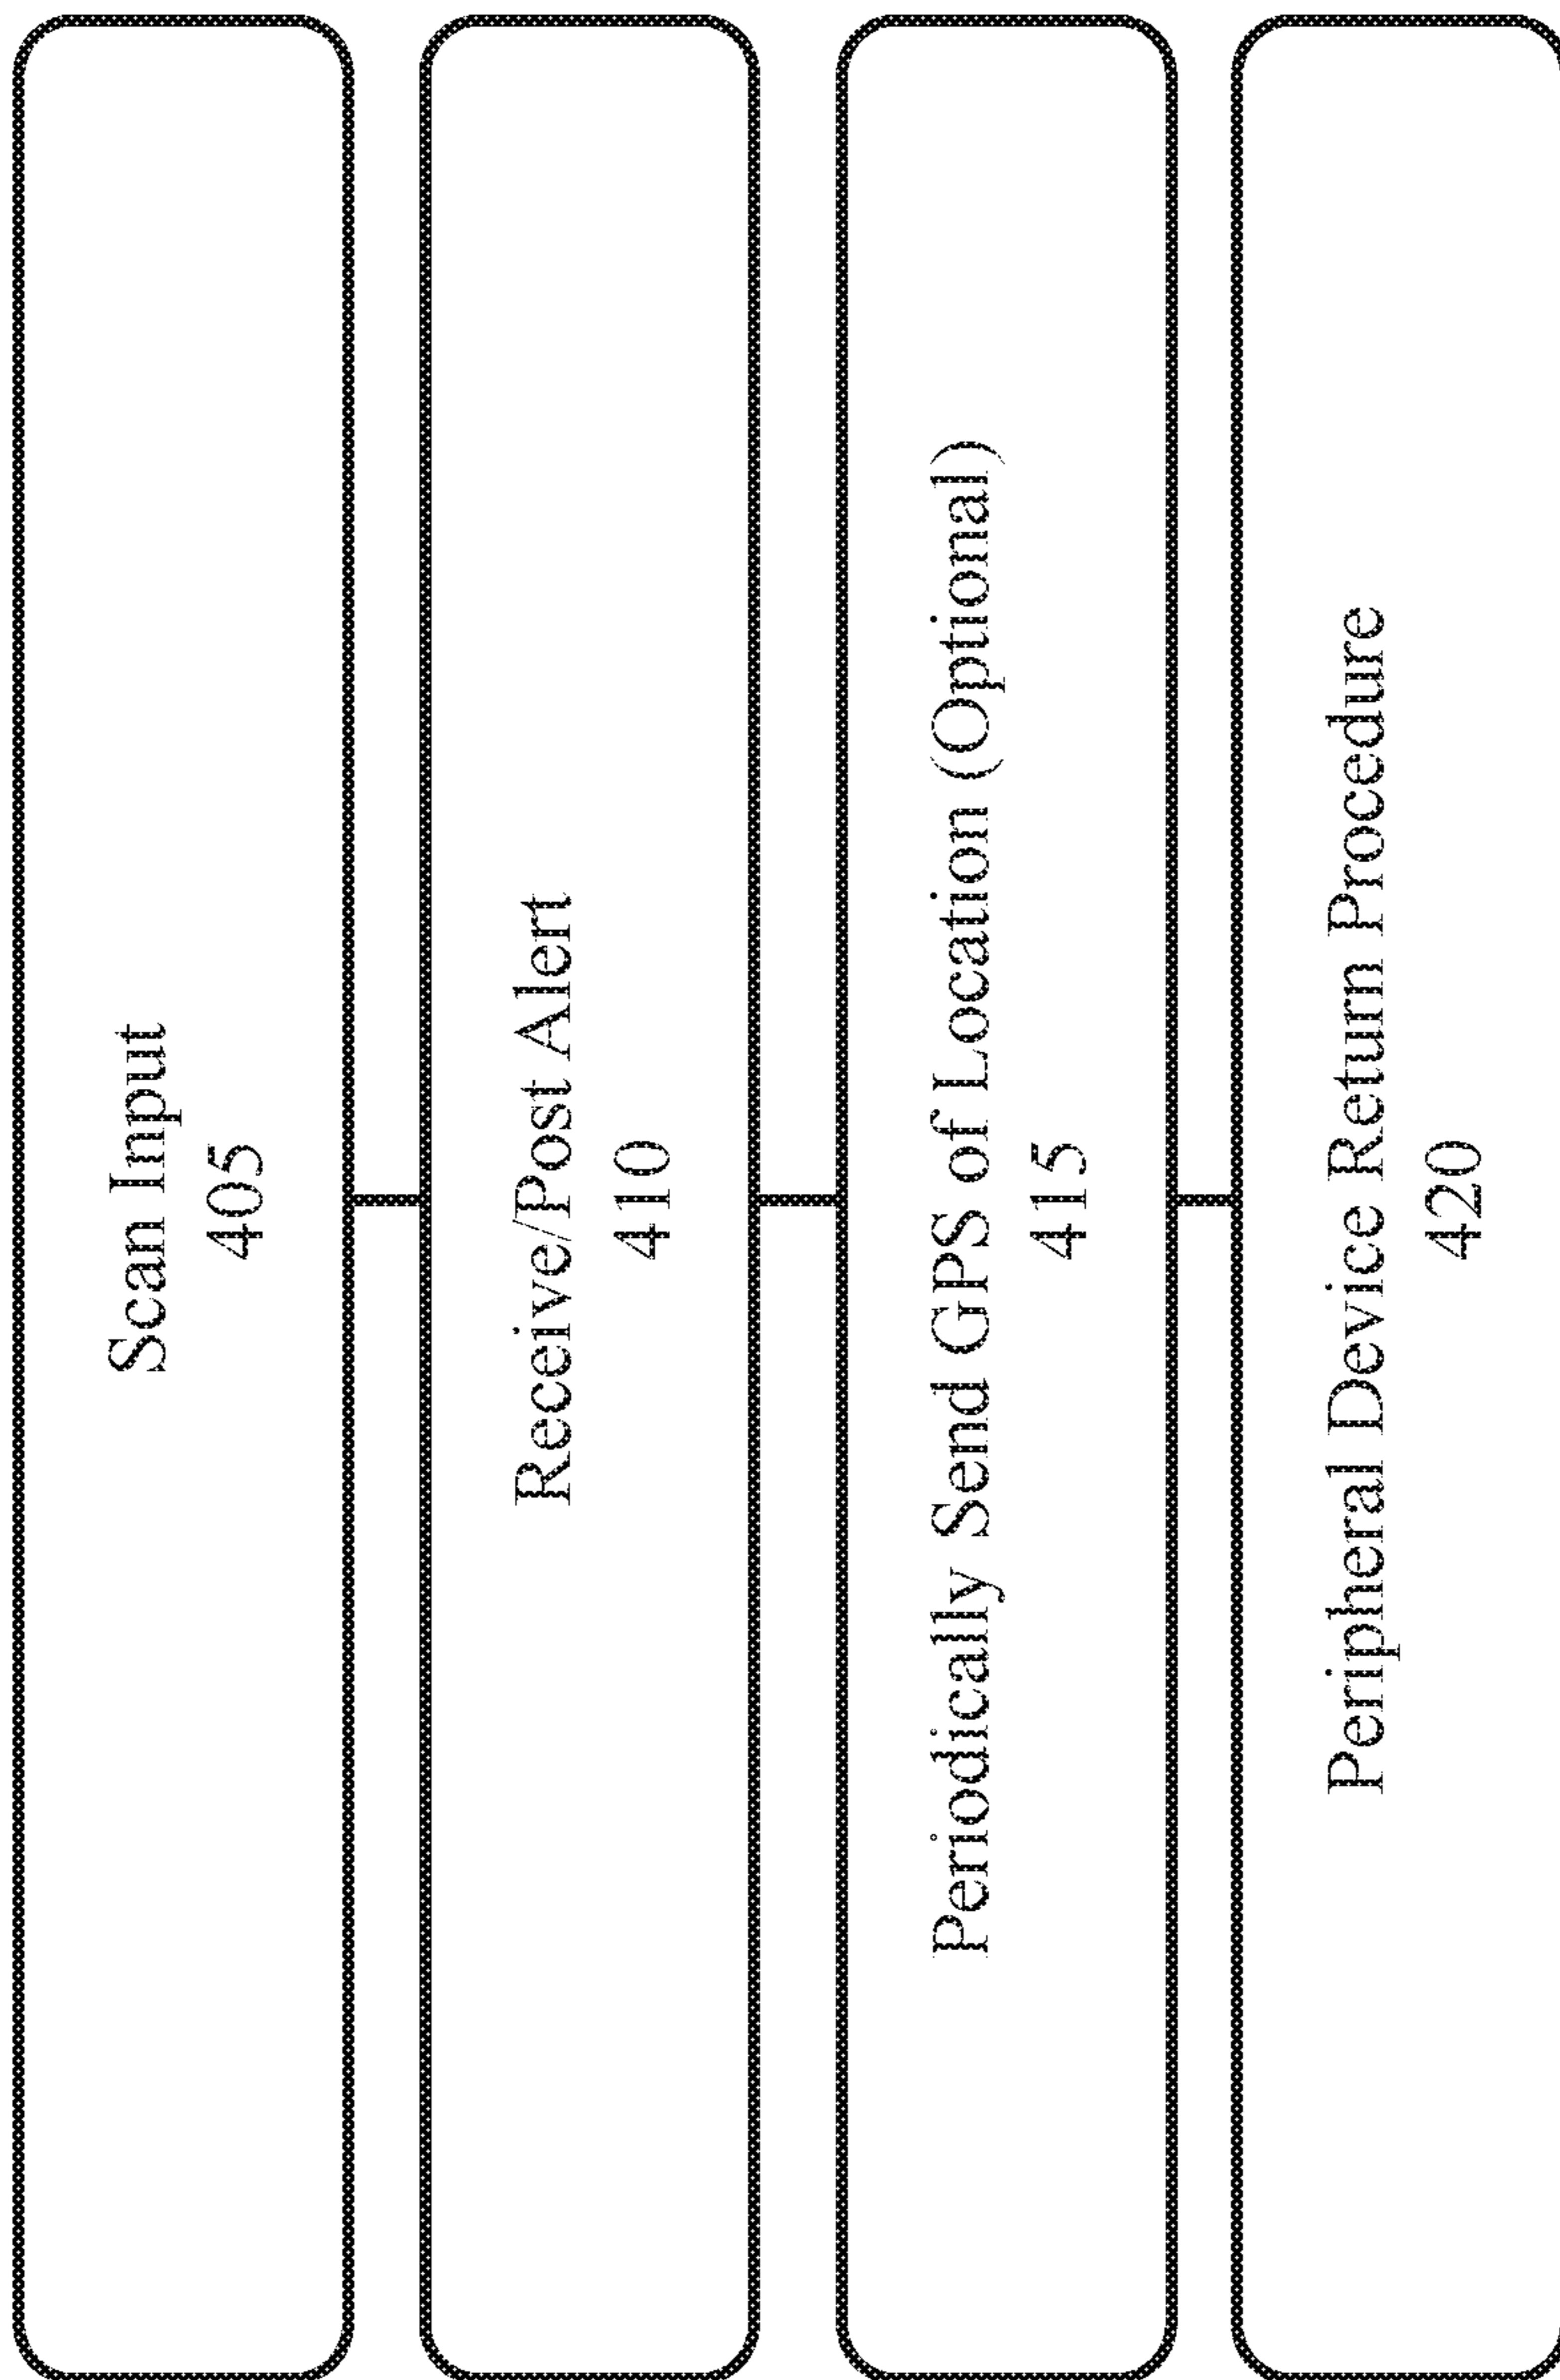 Scan Input
405
Receive/Post Alert
410
Periodically Send GPS of Location (Optional)
415
Peripheral Device Return Procedure
420